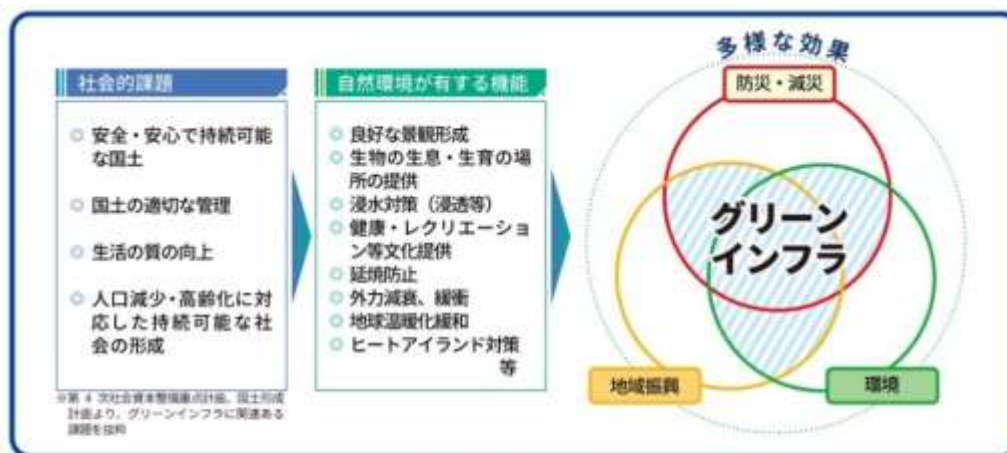 社会的課題
安全・安心で持続可能
な国土
国土の適切な管理
生活の質の向上
人口減少・高齢化に対
応した持続可能な社
会の形成
※第 4 次社会資本整備重点計画、国土形成
計画より、グリーンインフラに関連ある
課題を抜粋
自然環境が有する機能
良好な景観形成
生物の生息・生育の場
所の提供
浸水対策（浸透等）
健康・レクリエーショ
ン等文化提供
延焼防止
外力減衰、緩衝
地球温暖化緩和
ヒートアイランド対策
等
多様な効果
防災・減災
グリーン
インフラ
地域振興
環境